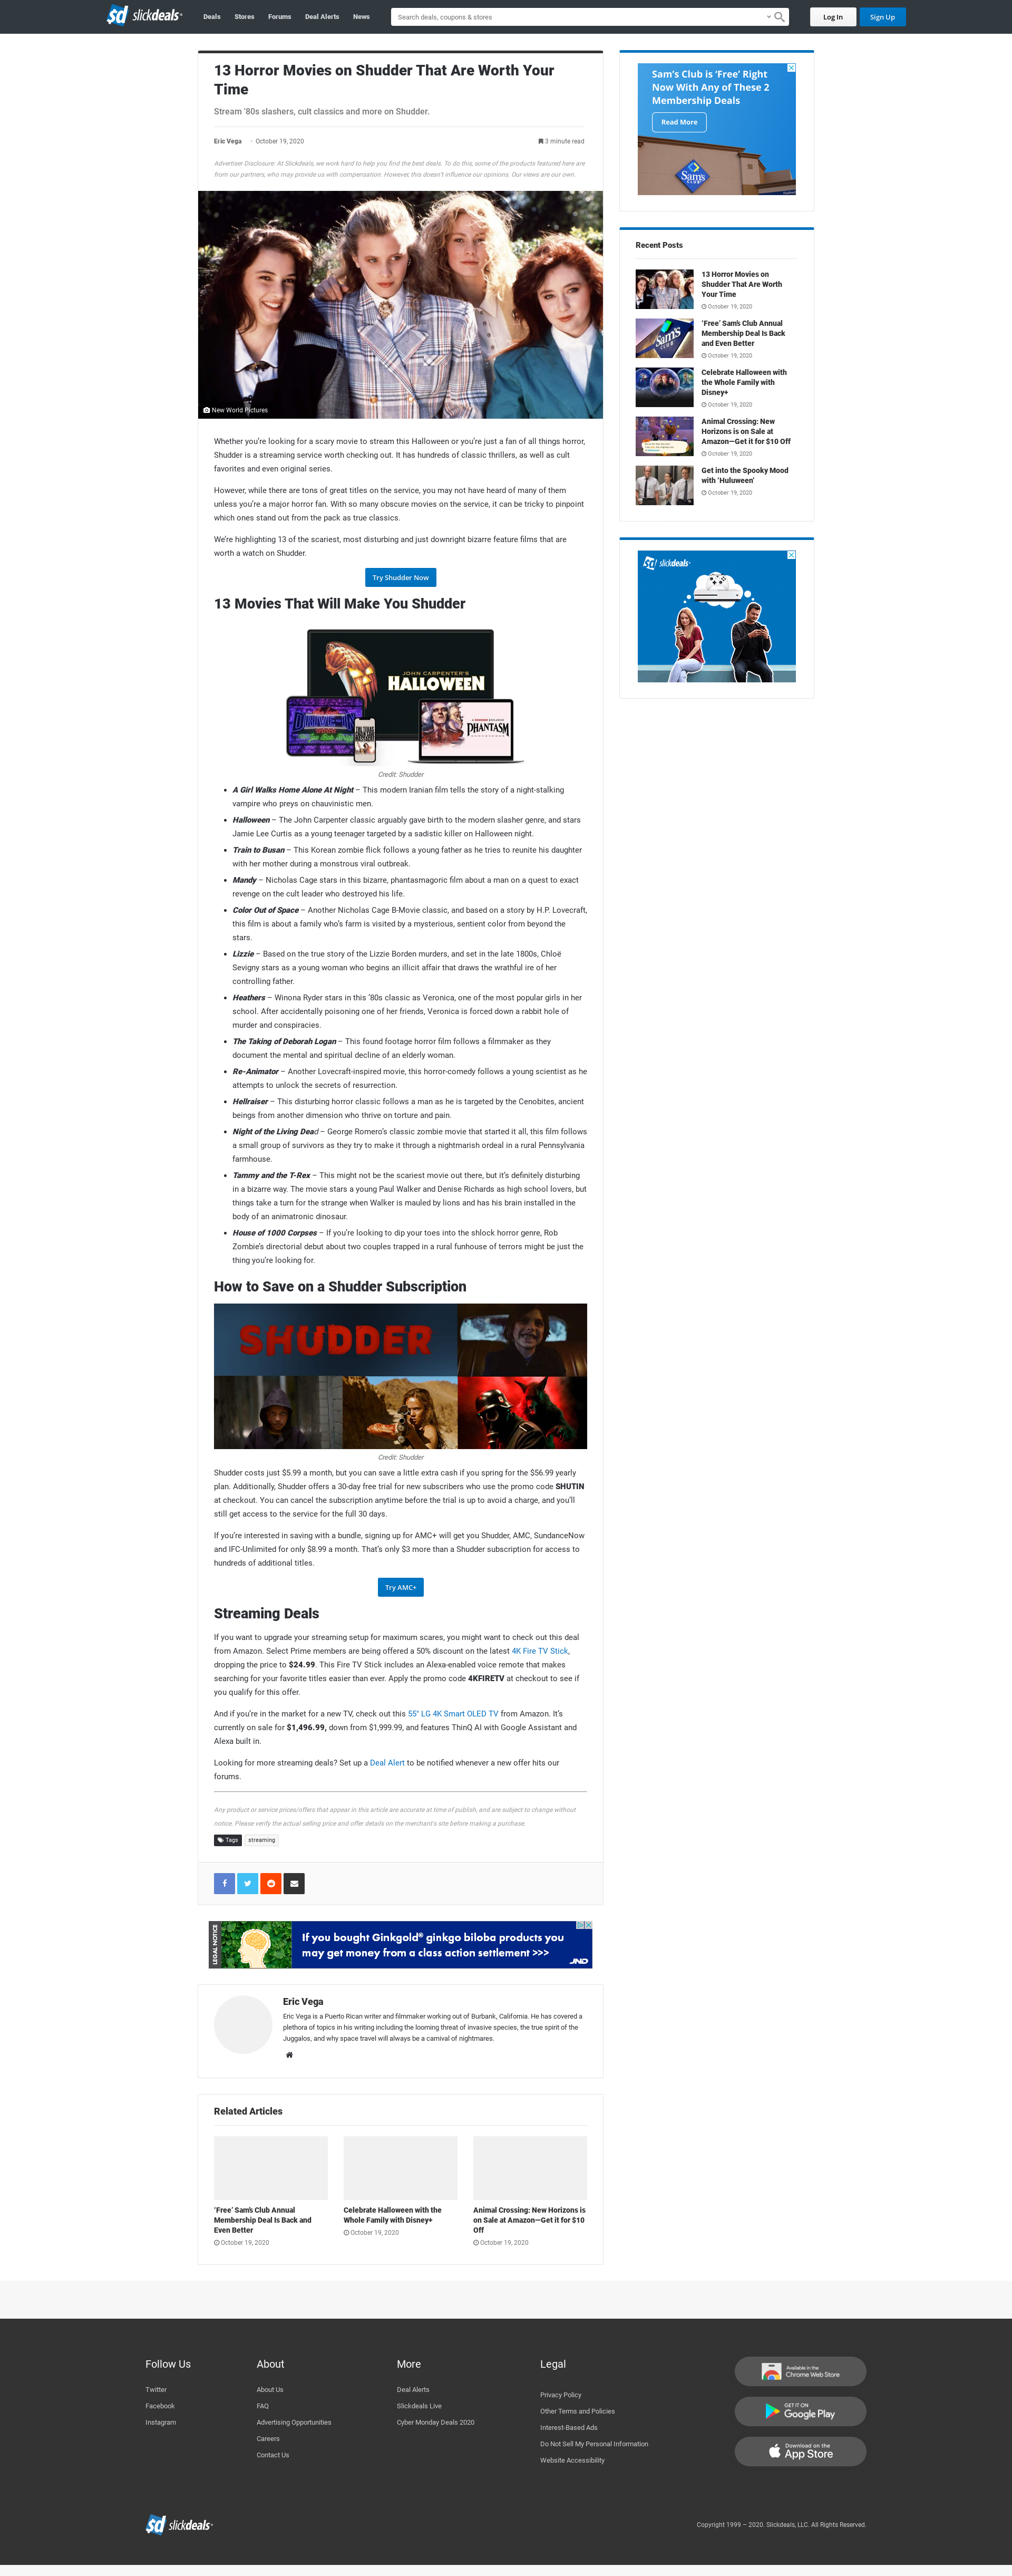 sd slickdeals
Deals Stores Forums Deal Alerts News
Search deals, coupons & stores
Log In Sign Up
13 Horror Movies on Shudder That Are Worth Your
Time
Stream '80s slashers, cult classics and more on Shudder.
Eric Vega • October 19, 2020
3 minute read
Advertiser Disclosure: At Slickdeals, we work hard to help you find the best deals. To do this, some of the products featured here are
from our partners, who may provide us with compensation. However, this doesn't influence our opinions. Our views are our own.
New World Pictures
Whether you're looking for a scary movie to stream this Halloween or you're just a fan of all things horror,
Shudder is a streaming service worth checking out. It has hundreds of classic thrillers, as well as cult
favorites and even original series.
However, while there are tons of great titles on the service, you may not have heard of many of them
unless you're a major horror fan. With so many obscure movies on the service, it can be tricky to pinpoint
which ones stand out from the pack as true classics.
We're highlighting 13 of the scariest, most disturbing and just downright bizarre feature films that are
worth a watch on Shudder.
Try Shudder Now
13 Movies That Will Make You Shudder
JOHN CARPENTER'S
HALLOWEEN
PHANTASM
Credit: Shudder
• A Girl Walks Home Alone At Night – This modern Iranian film tells the story of a night-stalking
vampire who preys on chauvinistic men.
• Halloween – The John Carpenter classic arguably gave birth to the modern slasher genre, and stars
Jamie Lee Curtis as a young teenager targeted by a sadistic killer on Halloween night.
• Train to Busan – This Korean zombie flick follows a young father as he tries to reunite his daughter
with her mother during a monstrous viral outbreak.
• Mandy – Nicholas Cage stars in this bizarre, phantasmagoric film about a man on a quest to exact
revenge on the cult leader who destroyed his life.
• Color Out of Space – Another Nicholas Cage B-Movie classic, and based on a story by H.P. Lovecraft,
this film is about a family who's farm is visited by a mysterious, sentient color from beyond the
stars.
• Lizzie – Based on the true story of the Lizzie Borden murders, and set in the late 1800s, Chloë
Sevigny stars as a young woman who begins an illicit affair that draws the wrathful ire of her
controlling father.
• Heathers – Winona Ryder stars in this '80s classic as Veronica, one of the most popular girls in her
school. After accidentally poisoning one of her friends, Veronica is forced down a rabbit hole of
murder and conspiracies.
• The Taking of Deborah Logan – This found footage horror film follows a filmmaker as they
document the mental and spiritual decline of an elderly woman.
• Re-Animator – Another Lovecraft-inspired movie, this horror-comedy follows a young scientist as he
attempts to unlock the secrets of resurrection.
• Hellraiser – This disturbing horror classic follows a man as he is targeted by the Cenobites, ancient
beings from another dimension who thrive on torture and pain.
• Night of the Living Dead – George Romero's classic zombie movie that started it all, this film follows
a small group of survivors as they try to make it through a nightmarish ordeal in a rural Pennsylvania
farmhouse.
• Tammy and the T-Rex – This might not be the scariest movie out there, but it's definitely disturbing
in a bizarre way. The movie stars a young Paul Walker and Denise Richards as high school lovers, but
things take a turn for the strange when Walker is mauled by lions and has his brain installed in the
body of an animatronic dinosaur.
• House of 1000 Corpses – If you're looking to dip your toes into the shlock horror genre, Rob
Zombie's directorial debut about two couples trapped in a rural funhouse of terrors might be just the
thing you're looking for.
How to Save on a Shudder Subscription
SHUDDER
Credit: Shudder
Shudder costs just $5.99 a month, but you can save a little extra cash if you spring for the $56.99 yearly
plan. Additionally, Shudder offers a 30-day free trial for new subscribers who use the promo code SHUTIN
at checkout. You can cancel the subscription anytime before the trial is up to avoid a charge, and you'll
still get access to the service for the full 30 days.
If you're interested in saving with a bundle, signing up for AMC+ will get you Shudder, AMC, SundanceNow
and IFC-Unlimited for only $8.99 a month. That's only $3 more than a Shudder subscription for access to
hundreds of additional titles.
Try AMC+
Streaming Deals
If you want to upgrade your streaming setup for maximum scares, you might want to check out this deal
from Amazon. Select Prime members are being offered a 50% discount on the latest 4K Fire TV Stick,
dropping the price to $24.99. This Fire TV Stick includes an Alexa-enabled voice remote that makes
searching for your favorite titles easier than ever. Apply the promo code 4KFIRETV at checkout to see if
you qualify for this offer.
And if you're in the market for a new TV, check out this 55" LG 4K Smart OLED TV from Amazon. It's
currently on sale for $1,496.99, down from $1,999.99, and features ThinQ AI with Google Assistant and
Alexa built in.
Looking for more streaming deals? Set up a Deal Alert to be notified whenever a new offer hits our
forums.
Any product or service prices/offers that appear in this article are accurate at time of publish, and are subject to change without
notice. Please verify the actual selling price and offer details on the merchant's site before making a purchase.
Tags streaming
LEGAL NOTICE
If you bought Ginkgold® ginkgo biloba products you
may get money from a class action settlement >>>
JND
Eric Vega
Eric Vega is a Puerto Rican writer and filmmaker working out of Burbank, California. He has covered a
plethora of topics in his writing including the looming threat of invasive species, the true spirit of the
Juggalos, and why space travel will always be a carnival of nightmares.
Related Articles
'Free' Sam's Club Annual
Membership Deal Is Back and
Even Better
October 19, 2020
Celebrate Halloween with the
Whole Family with Disney+
October 19, 2020
Animal Crossing: New Horizons is
on Sale at Amazon—Get it for $10
Off
October 19, 2020
Sam's Club is 'Free' Right
Now With Any of These 2
Membership Deals
Read More
Sam's
CLUB
Recent Posts
13 Horror Movies on
Shudder That Are Worth
Your Time
October 19, 2020
'Free' Sam's Club Annual
Membership Deal Is Back
and Even Better
October 19, 2020
Celebrate Halloween with
the Whole Family with
Disney+
October 19, 2020
Animal Crossing: New
Horizons is on Sale at
Amazon—Get it for $10 Off
October 19, 2020
Get into the Spooky Mood
with 'Huluween'
October 19, 2020
sd slickdeals
Follow Us
Twitter
Facebook
Instagram
About
About Us
FAQ
Advertising Opportunities
Careers
Contact Us
More
Deal Alerts
Slickdeals Live
Cyber Monday Deals 2020
Legal
Privacy Policy
Other Terms and Policies
Interest-Based Ads
Do Not Sell My Personal Information
Website Accessibility
Available in the
Chrome Web Store
GET IT ON
Google Play
Download on the
App Store
sd slickdeals
Copyright 1999 – 2020. Slickdeals, LLC. All Rights Reserved.